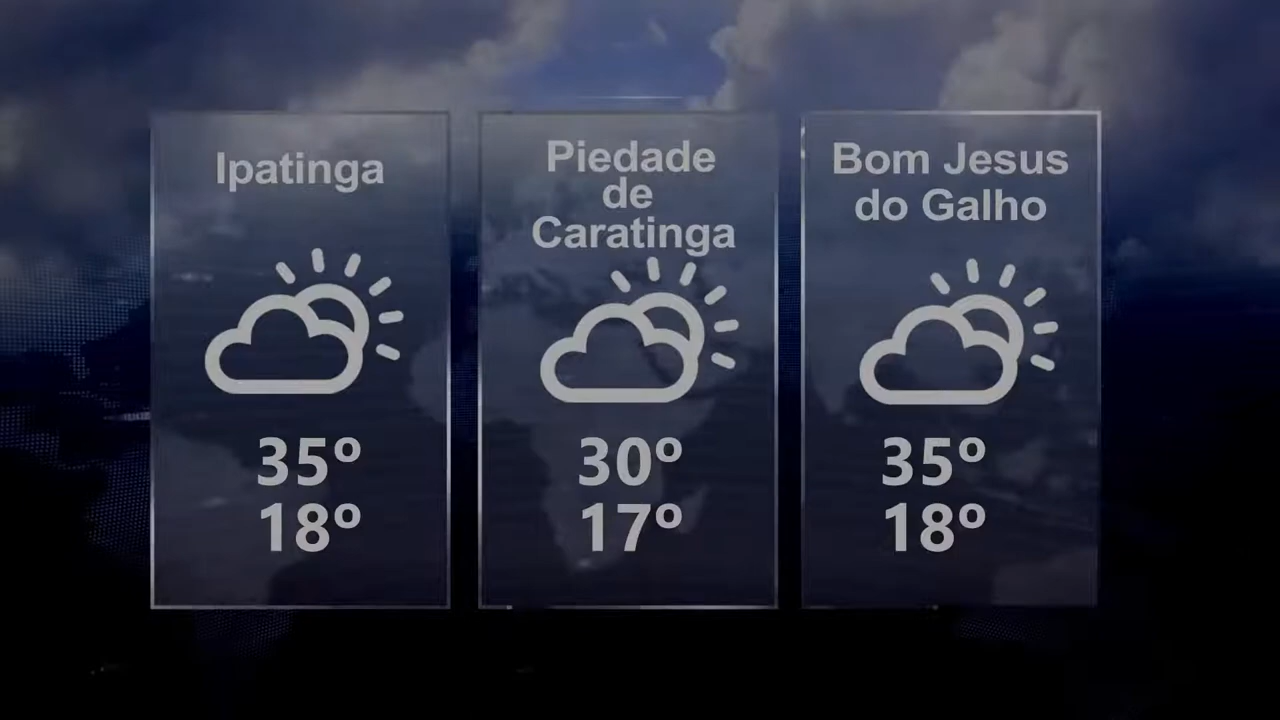 Ipatinga
35º
18º
Piedade
de
Caratinga
30º
17º
Bom Jesus
do Galho
35º
18º